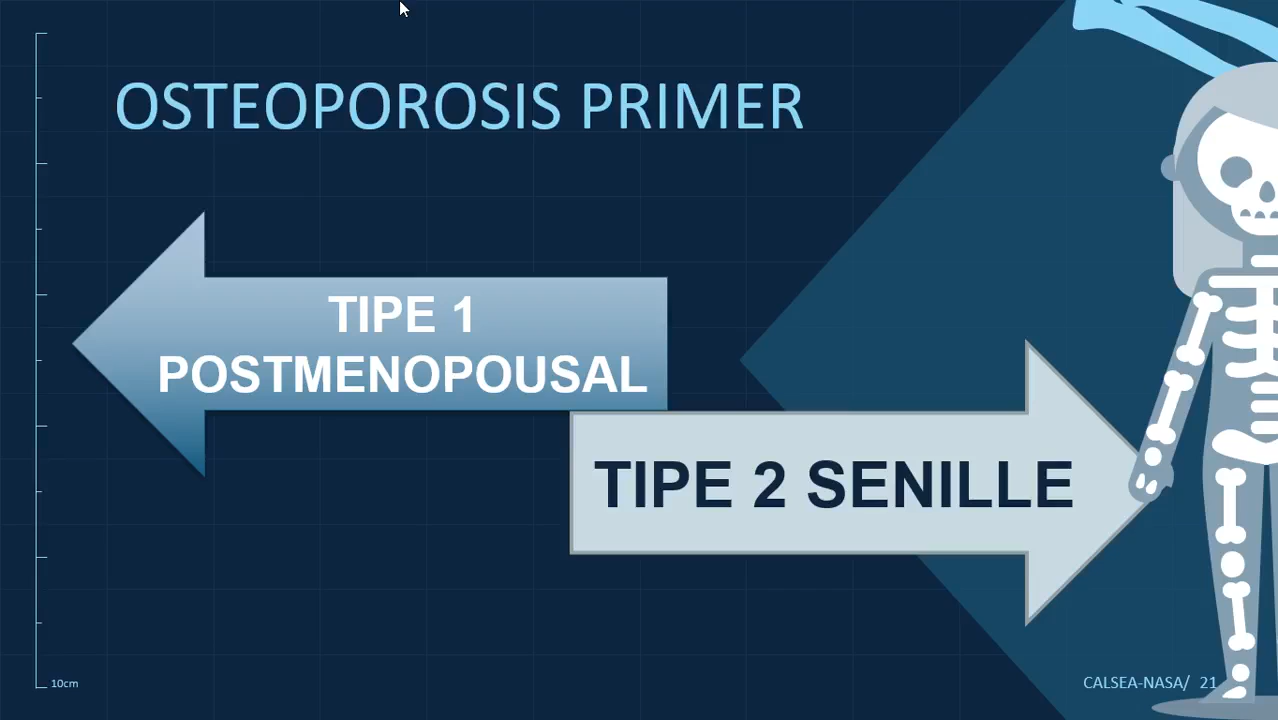 OSTEOPOROSIS PRIMER
TIPE 1
POSTMENOPOUSAL
TIPE 2 SENILLE
10cm
CALSEA-NASA/ 21